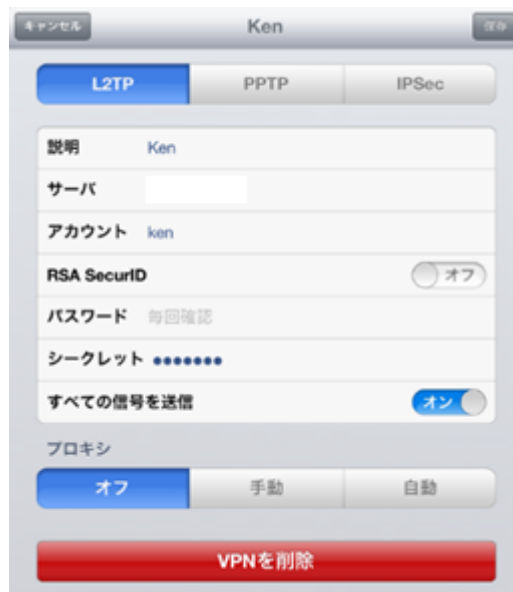 キャンセル Ken 保存
L2TP PPTP IPSec
説明 Ken
サーバ
アカウント ken
RSA SecurID オフ
パスワード 毎回確認
シークレット ●●●●●●●
すべての信号を送信 オン
プロキシ
オフ 手動 自動
VPNを削除